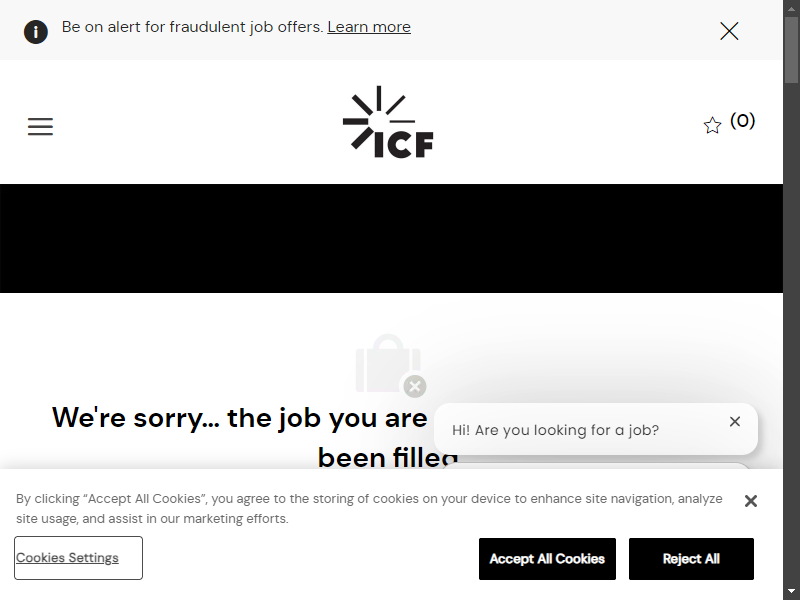 Be on alert for fraudulent job offers. Learn more
ICF
(0)
We're sorry... the job you are
been filled
Hi! Are you looking for a job?
By clicking “Accept All Cookies”, you agree to the storing of cookies on your device to enhance site navigation, analyze
site usage, and assist in our marketing efforts.
Cookies Settings
Accept All Cookies
Reject All